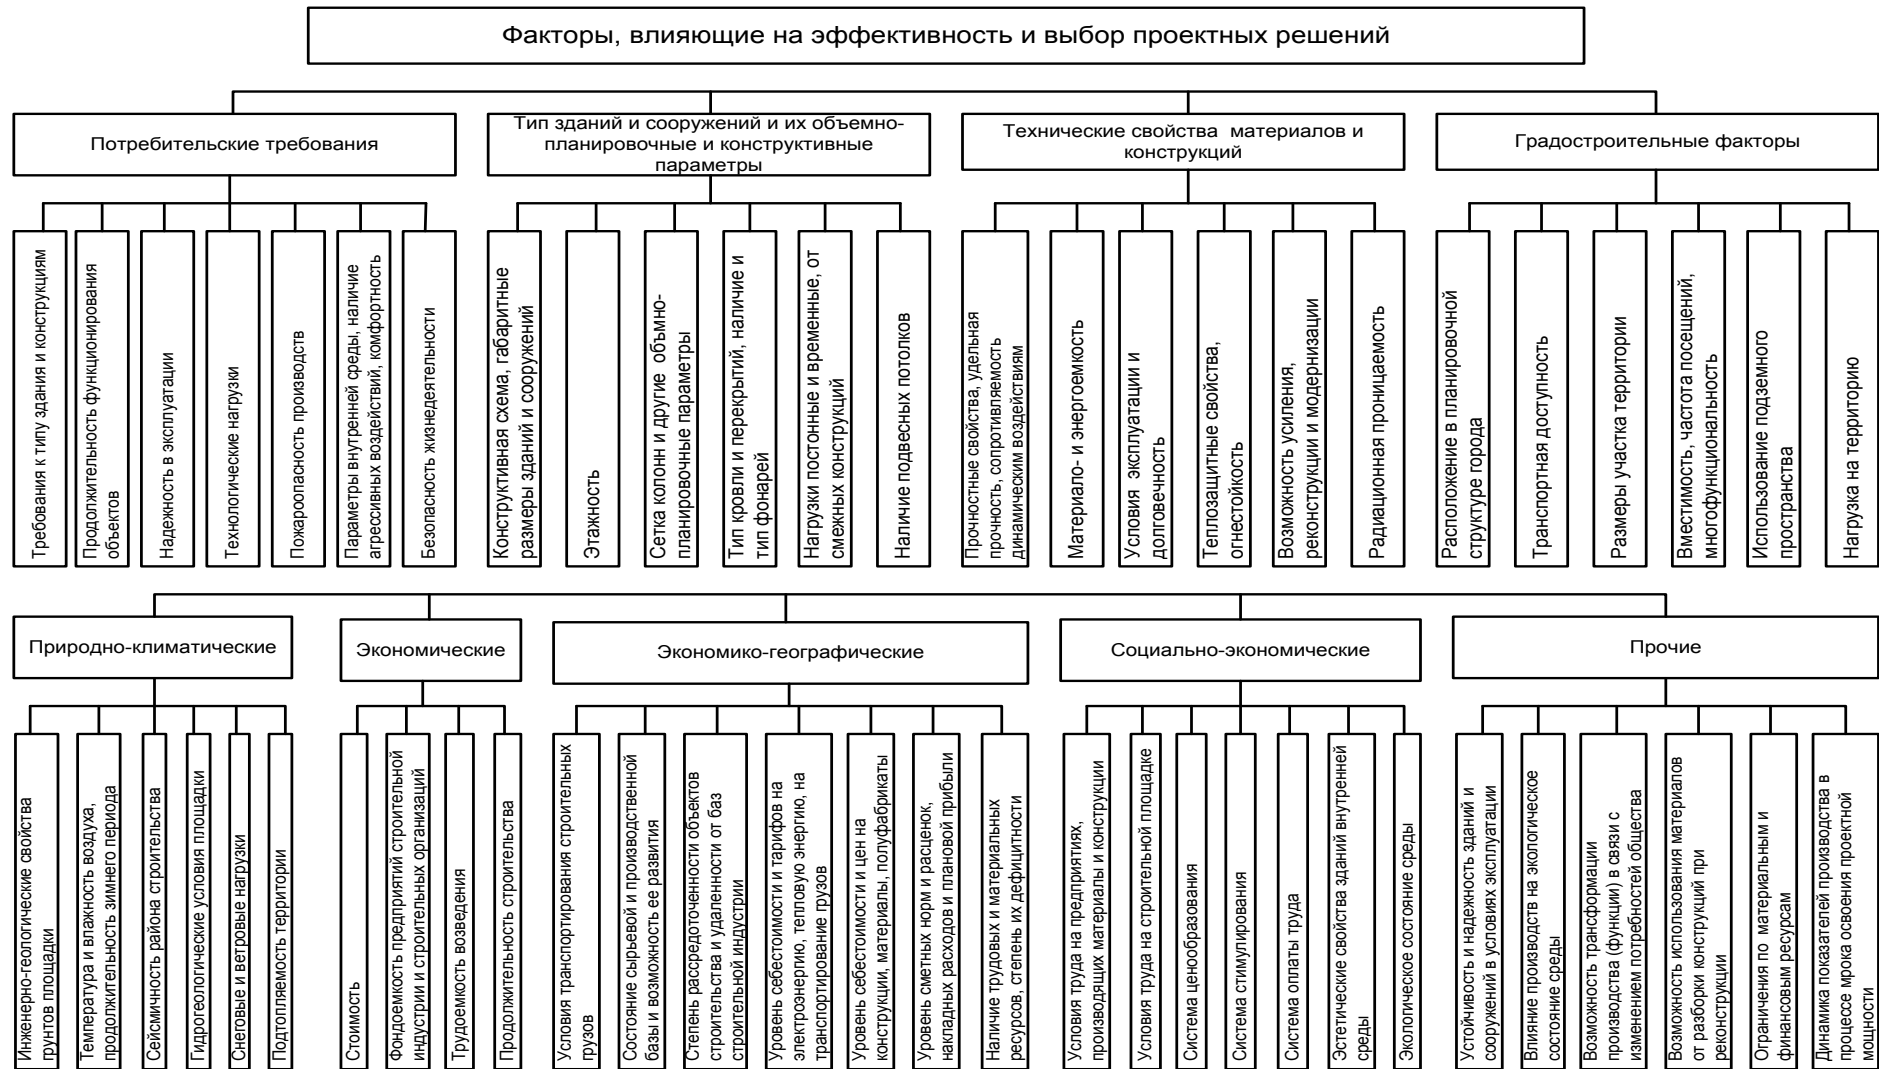 Факторы, влияющие на эффективность и выбор проектных решений
Потребительские требования
Тип зданий и сооружений и их объемно-
планировочные и конструктивные
параметры
Технические свойства материалов и
конструкций
Градостроительные факторы
Требования к типу здания и конструкциям
Продолжительность функционирования
объектов
Надежность в эксплуатации
Технологические нагрузки
Пожароопасность производств
Параметры внутренней среды, наличие
агрессивных воздействий, комфортность
Безопасность жизнедеятельности
Конструктивная схема, габаритные
размеры зданий и сооружений
Этажность
Сетка колонн и другие объмно-
планировочные параметры
Тип кровли и перекрытий, наличие и
тип фонарей
Нагрузки постонные и временные, от
смежных конструкций
Наличие подвесных потолков
Прочностные свойства, удельная
прочность, сопротивляемость
динамическим воздействиям
Материало- и энергоемкость
Условия эксплуатации и
долговечность
Теплозащитные свойства,
огнестойкость
Возможность усиления,
реконструкции и модернизации
Радиационная проницаемость
Расположение в планировочной
структуре города
Транспортная доступность
Размеры участка территории
Вместимость, частота посещений,
многофункциональность
Использование подземного
пространства
Нагрузка на территорию
Природно-климатические
Экономические
Экономико-географические
Социально-экономические
Прочие
Инженерно-геологические свойства
грунтов площадки
Температура и влажность воздуха,
продолжительность зимнего периода
Сейсмичность района строительства
Гидрогеологические условия площадки
Снеговые и ветровые нагрузки
Подтопляемость территории
Стоимость
Фондоемкость предприятий строительной
индустрии и строительных организаций
Трудоемкость возведения
Продолжительность строительства
Условия транспортирования строительных
грузов
Состояние сырьевой и производственной
базы и возможность ее развития
Степень рассредоточенности объектов
строительства и удаленности от баз
строительной индустрии
Уровень себестоимости и тарифов на
электроэнергию, тепловую энергию, на
транспортирование грузов
Уровень себестоимости и цен на
конструкции, материалы, полуфабрикаты
Уровень сметных норм и расценок,
накладных расходов и плановой прибыли
Наличие трудовых и материальных
ресурсов, степень их дефицитности
Условия труда на предприятиях,
производящих материалы и конструкции
Условия труда на строительной площадке
Система ценообразования
Система стимулирования
Система оплаты труда
Эстетические свойства зданий внутренней
среды
Экологическое состояние среды
Устойчивость и надежность зданий и
сооружений в условиях эксплуатации
Влияние производств на экологическое
состояние среды
Возможность трансформации
производства (функции) в связи с
изменением потребностей общества
Возможность использования материалов
от разборки конструкций при
реконструкции
Ограничения по материальным и
финансовым ресурсам
Динамика показателей производства в
процессе мрока освоения проектной
мощности